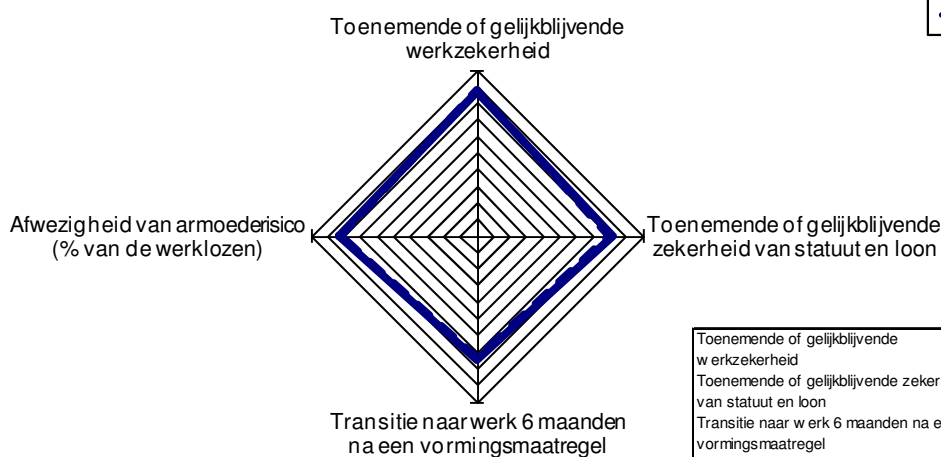 Toenemende of gelijkblijvende
werkzekerheid
Afwezigheid van armoederisico
(% van de werklozen)
Toenemende of gelijkblijvende
zekerheid van statuut en loon
Transitie naar werk 6 maanden
na een vormingsmaatregel
Toenemende of gelijkblijvende
werkzekerheid
Toenemende of gelijkblijvende zeker
van statuut en loon
Transitie naar werk 6 maanden na e
vormingsmaatregel